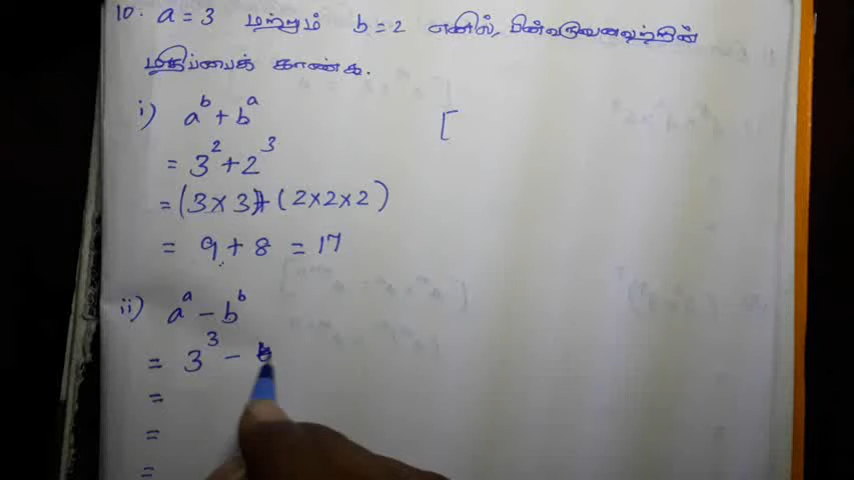 10. a = 3 மற்றும் b = 2 எனில், பின்வருவனவற்றின்
மதிப்பைக் காண்க.
i) a^b + b^a [
= 3^2 + 2^3
= (3 × 3) + (2 × 2 × 2)
= 9 + 8 = 17
ii) a^a − b^b
= 3^3 −
=
=
=